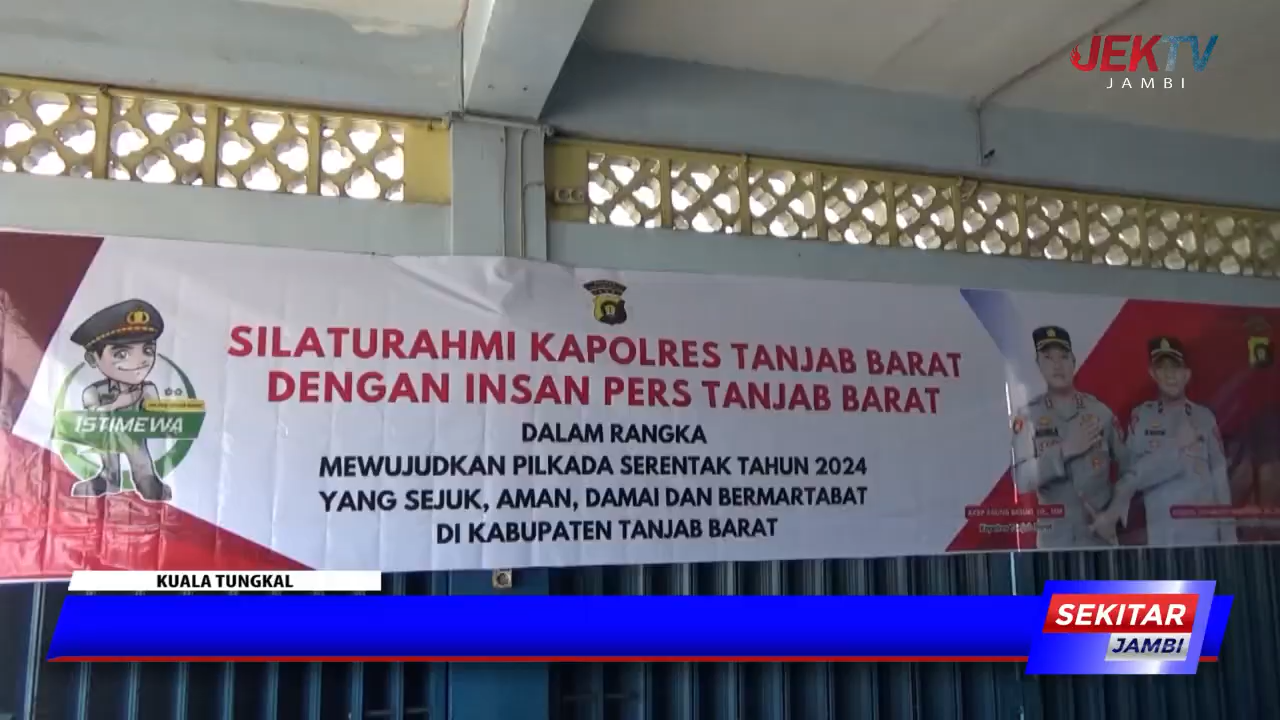 JEKTV
JAMBI
SILATURAHMI KAPOLRES TANJAB BARAT
DENGAN INSAN PERS TANJAB BARAT
DALAM RANGKA
MEWUJUDKAN PILKADA SERENTAK TAHUN 2024
YANG SEJUK, AMAN, DAMAI DAN BERMARTABAT
DI KABUPATEN TANJAB BARAT
ISTIMEWA
KUALA TUNGKAL
SEKITAR
JAMBI